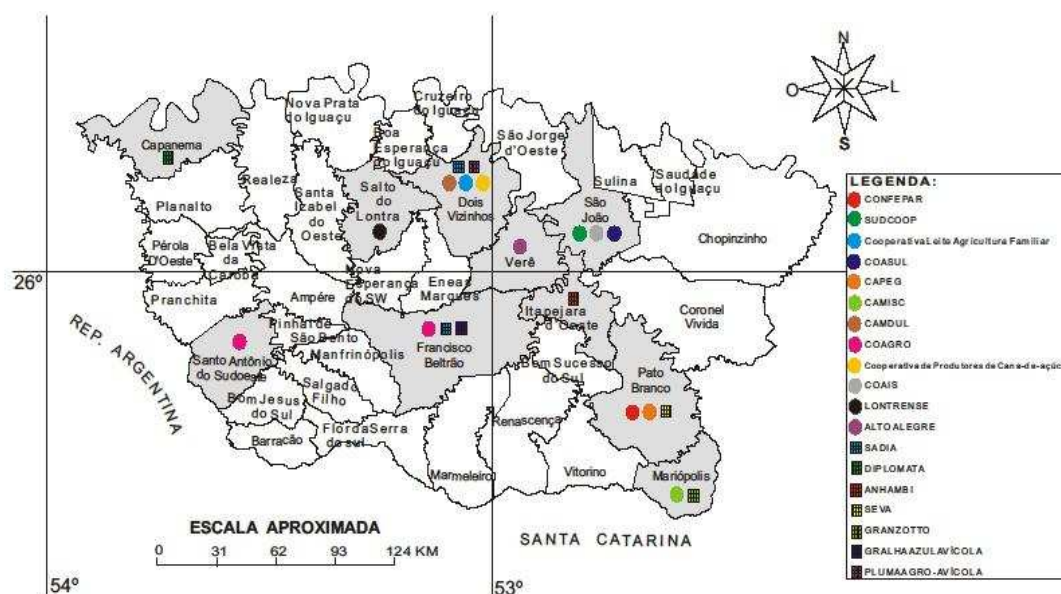 N
O
L
S
Nova Prata
do Iguaçu
Cruzeiro
do Iguaçu
Boa
Esperança
do Iguaçu
São Jorge
d'Oeste
Capanema
Realeza
Santa
Izabel
do
Oeste
Salto
do
Lontra
Dois
Vizinhos
Sulina
Saudade
do Iguaçu
São
João
Planalto
Chopinzinho
Pérola
D'Oeste
Bela Vista
da
Caroba
Verê
26º
Nova
Esperança
do SW
Eneas
Marques
Pranchita
Ampére
Itapejara
d'Oeste
Coronel
Vivida
REP. ARGENTINA
Pinhal de
São Bento
Manfrinópolis
Francisco
Beltrão
Santo Antônio
do Sudoeste
Bom Sucesso
do Sul
Pato
Branco
Salgado
Filho
Bom Jesus
do Sul
Renascença
Barracão
Flor da Serra
do sul
Marmeleiro
Vitorino
Mariópolis
ESCALA APROXIMADA
0 31 62 93 124 KM
SANTA CATARINA
54º
53º
LEGENDA:
CONFEPAR
SUDCOOP
Cooperativa Leite Agricultura Familiar
COASUL
CAPEG
CAMISC
CAMDUL
COAGRO
Cooperativa de Produtores de Cana-de-açúc
COAIS
LONTRENSE
ALTO ALEGRE
SADIA
DIPLOMATA
ANHAMBI
SEVA
GRANZOTTO
GRALHA AZUL AVÍCOLA
PLUMA AGRO-AVÍCOLA